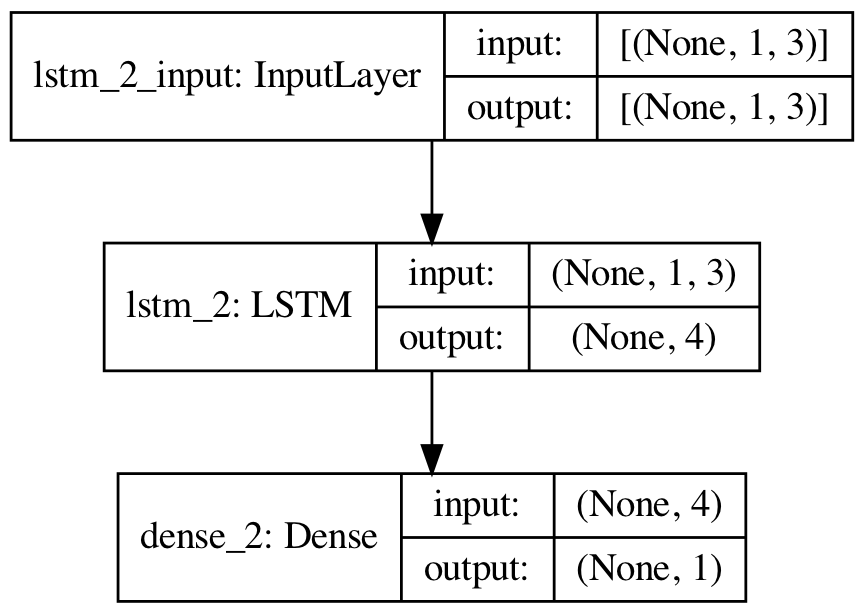 lstm_2_input: InputLayer
input: [(None, 1, 3)]
output: [(None, 1, 3)]
lstm_2: LSTM
input: (None, 1, 3)
output: (None, 4)
dense_2: Dense
input: (None, 4)
output: (None, 1)